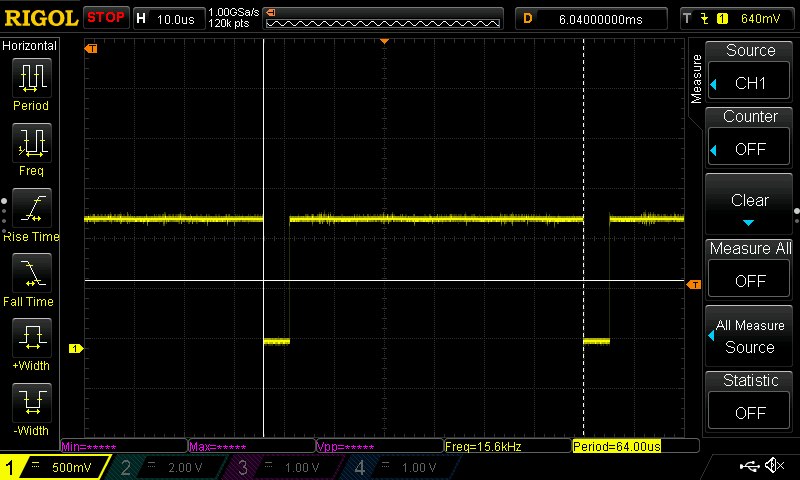 RIGOL STOP H 10.0us 1.00GSa/s 120k pts D 6.04000000ms T 1 640mV
Horizontal
Period
Freq
Rise Time
Fall Time
+Width
-Width
T
T
1
Measure
Source
CH1
Counter
OFF
Clear
Measure All
OFF
All Measure
Source
Statistic
OFF
Min=***** Max=***** Vpp=***** Freq=15.6kHz Period=64.00us
1 500mV 2 2.00 V 3 1.00 V 4 1.00 V